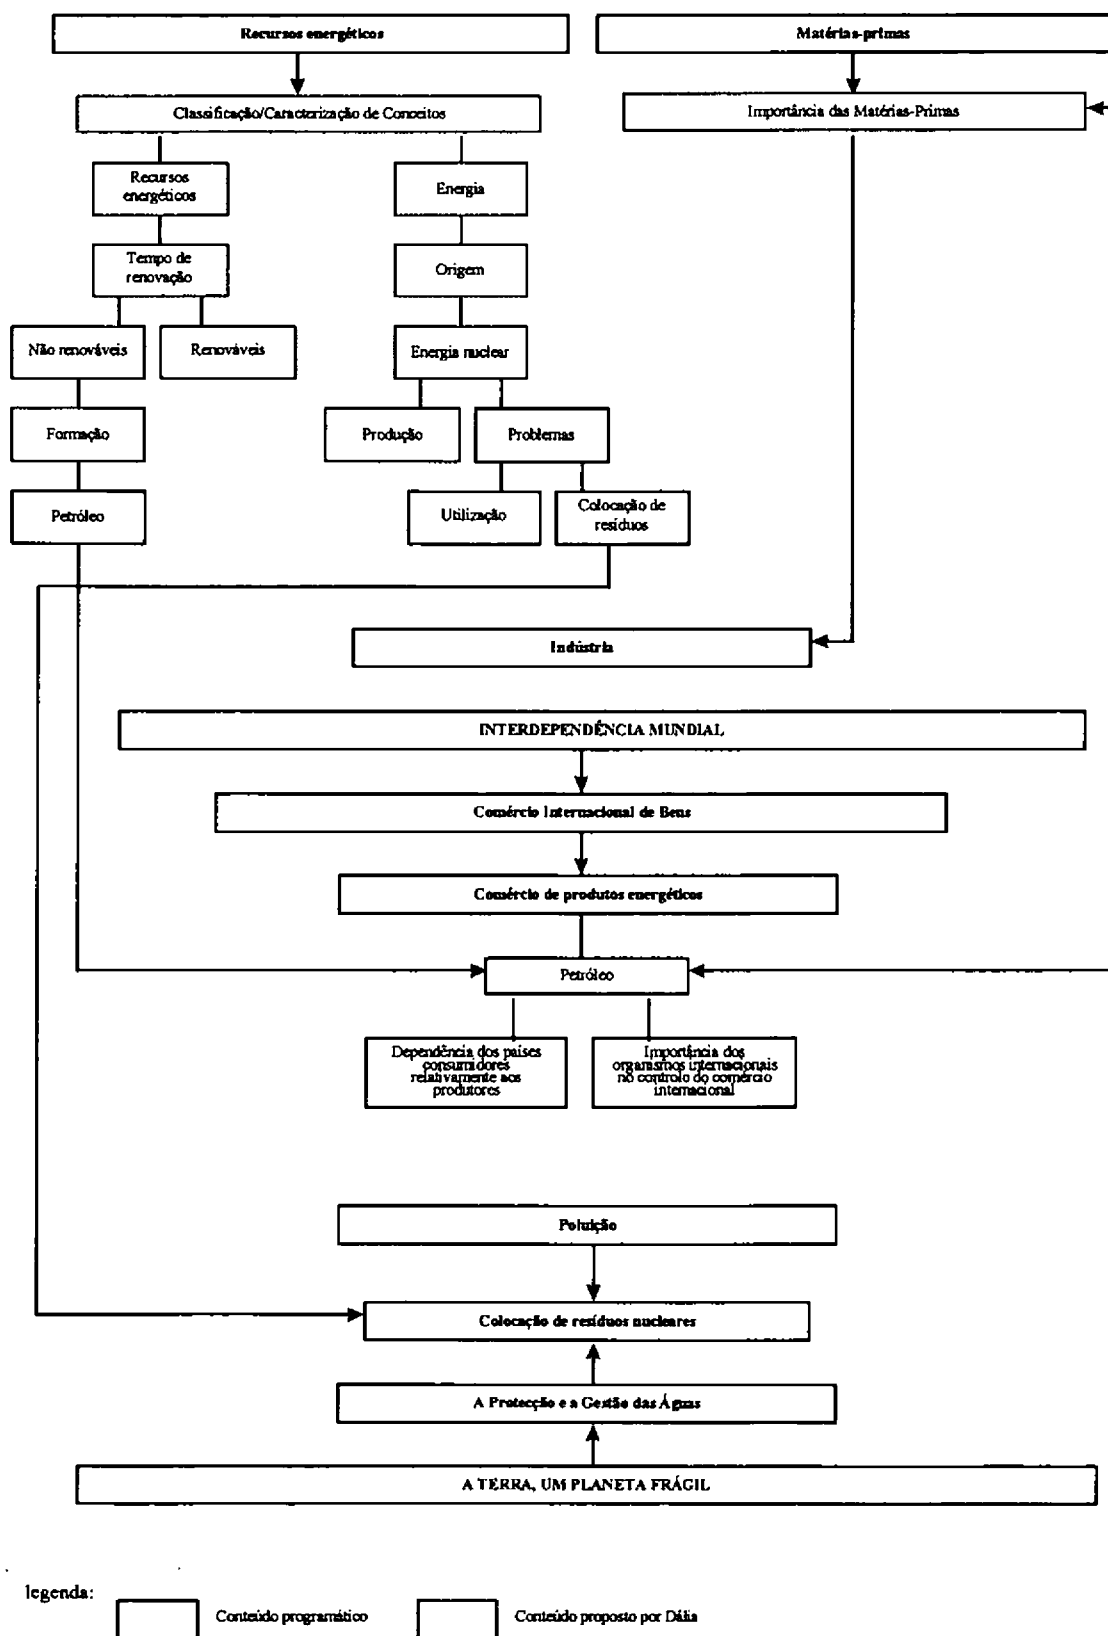 Recursos energéticos
Matérias-primas
Classificação/Caracterização de Conceitos
Importância das Matérias-Primas
Recursos
energéticos
Energia
Tempo de
renovação
Origem
Não renováveis
Renováveis
Energia nuclear
Formação
Produção
Problemas
Petróleo
Utilização
Colocação de
resíduos
Indústria
INTERDEPENDÊNCIA MUNDIAL
Comércio Internacional de Bens
Comércio de produtos energéticos
Petróleo
Dependência dos países
consumidores
relativamente aos
produtores
Importância dos
organismos internacionais
no controlo do comércio
internacional
Poluição
Colocação de resíduos nucleares
A Protecção e a Gestão das Águas
A TERRA, UM PLANETA FRÁGIL
legenda:
Conteúdo programático
Conteúdo proposto por Dália